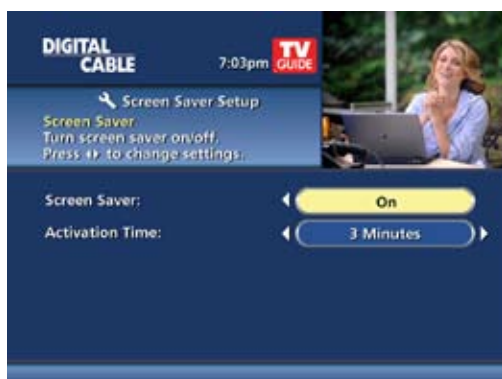 DIGITAL
CABLE
7:03pm
TV
GUIDE
Screen Saver Setup
Screen Saver
Turn screen saver on/off.
Press ◂▸ to change settings.
Screen Saver: On
Activation Time: 3 Minutes